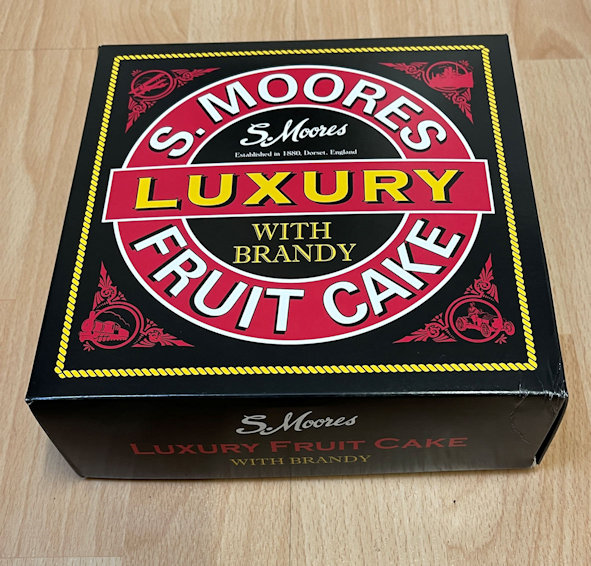 S. MOORES
S. Moores
Established in 1880, Dorset, England
LUXURY
WITH
BRANDY
FRUIT CAKE
S. Moores
LUXURY FRUIT CAKE
WITH BRANDY